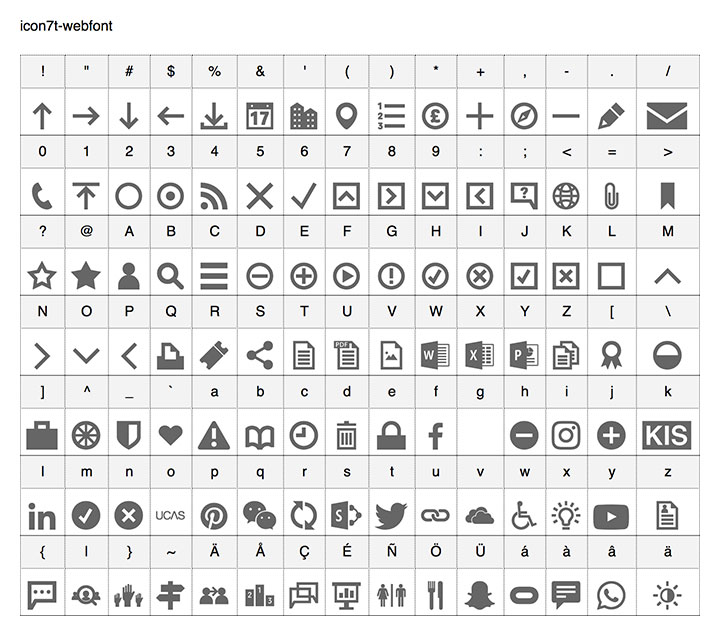 icon7t-webfont
! " # $ % & ' ( ) * + , - . /
17 1 2 3 £
0 1 2 3 4 5 6 7 8 9 : ; < = >
?
? @ A B C D E F G H I J K L M
!
N O P Q R S T U V W X Y Z [ \
PDF W X P
] ^ _ ` a b c d e f g h i j k
! f KIS
l m n o p q r s t u v w x y z
in UCAS S
{ | } ~ Ä Å Ç É Ñ Ö Ü á à â ä
2 1 3